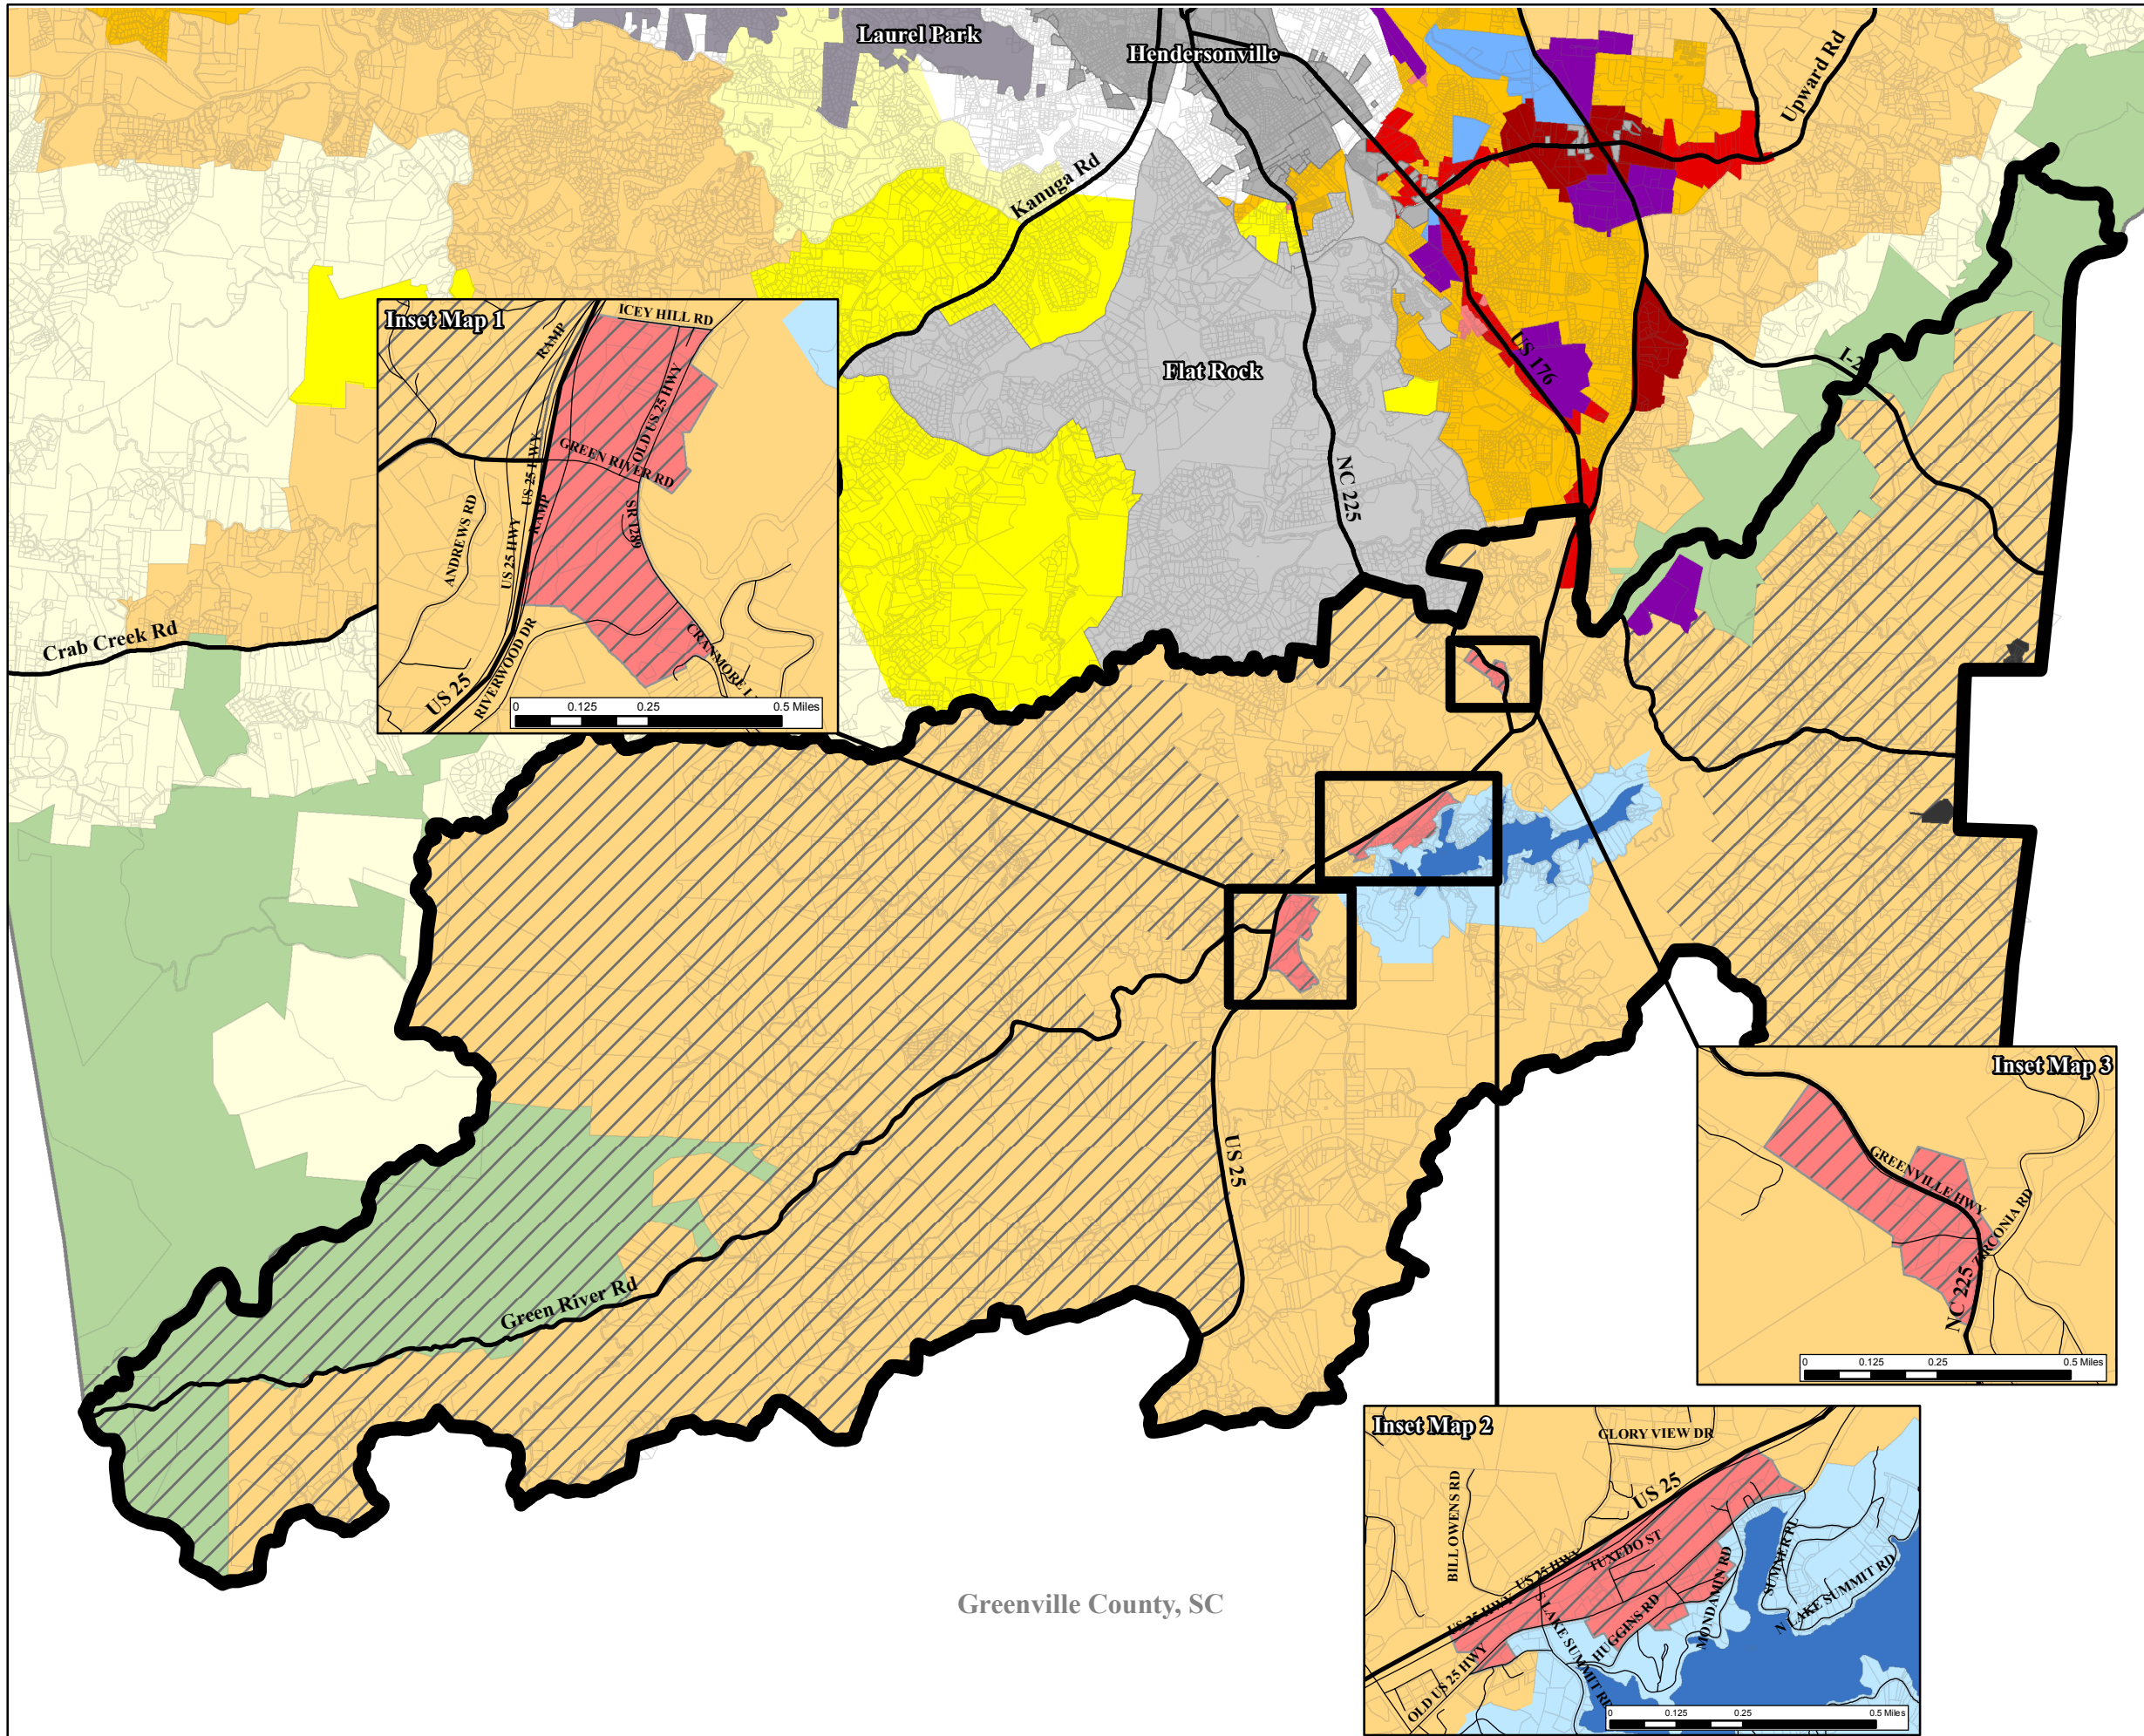 Laurel Park
Hendersonville
Upward Rd
Kanuga Rd
Flat Rock
US 176
I-2
NC 225
Crab Creek Rd
US 25
Green River Rd
Greenville County, SC
Inset Map 1
ICEY HILL RD
RAMP
OLD US 25 HWY
GREEN RIVER RD
US 25 HWY
RAMP
SR 1289
ANDREWS RD
US 25 HWY
CRANMORE
RIVERWOOD DR
US 25
0 0.125 0.25 0.5 Miles
Inset Map 3
GREENVILLE HWY
ZIRCONIA RD
NC 225
0 0.125 0.25 0.5 Miles
Inset Map 2
GLORY VIEW DR
BILL OWENS RD
US 25
TUXEDO ST
US 25 HWY
US 25 HWY
SUMNER PL
MONDAMIN RD
N LAKE SUMMIT RD
HUGGINS RD
S LAKE SUMMIT RD
OLD US 25 HWY
0 0.125 0.25 0.5 Miles